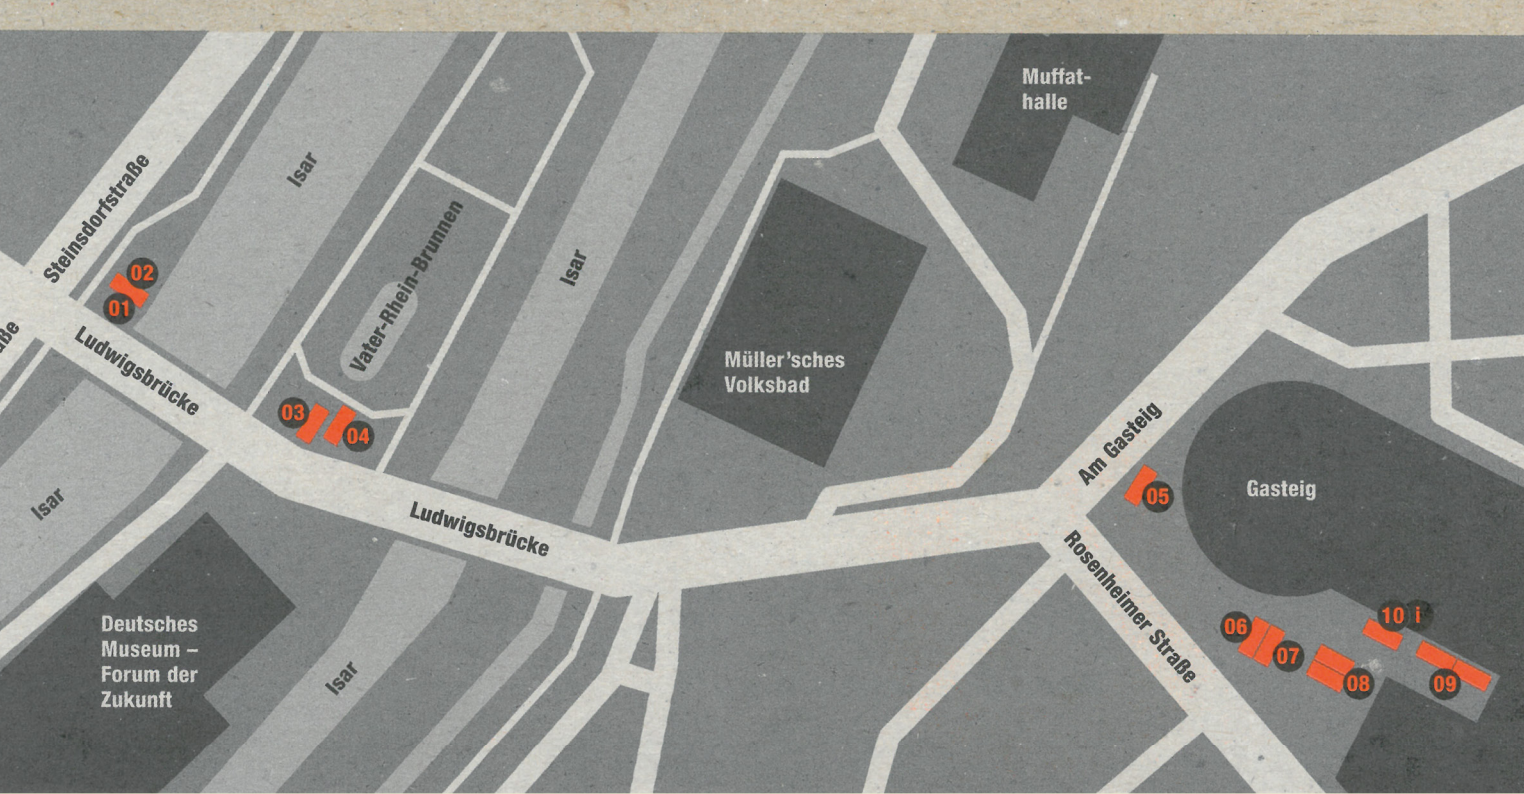 Muffat-
halle
Steinsdorfstraße
Isar
Vater-Rhein-Brunnen
Isar
02
01
aße
Ludwigsbrücke
Müller'sches
Volksbad
03
04
Am Gasteig
05
Gasteig
Isar
Ludwigsbrücke
Rosenheimer Straße
Deutsches
Museum –
Forum der
Zukunft
Isar
06
07
08
10 i
09